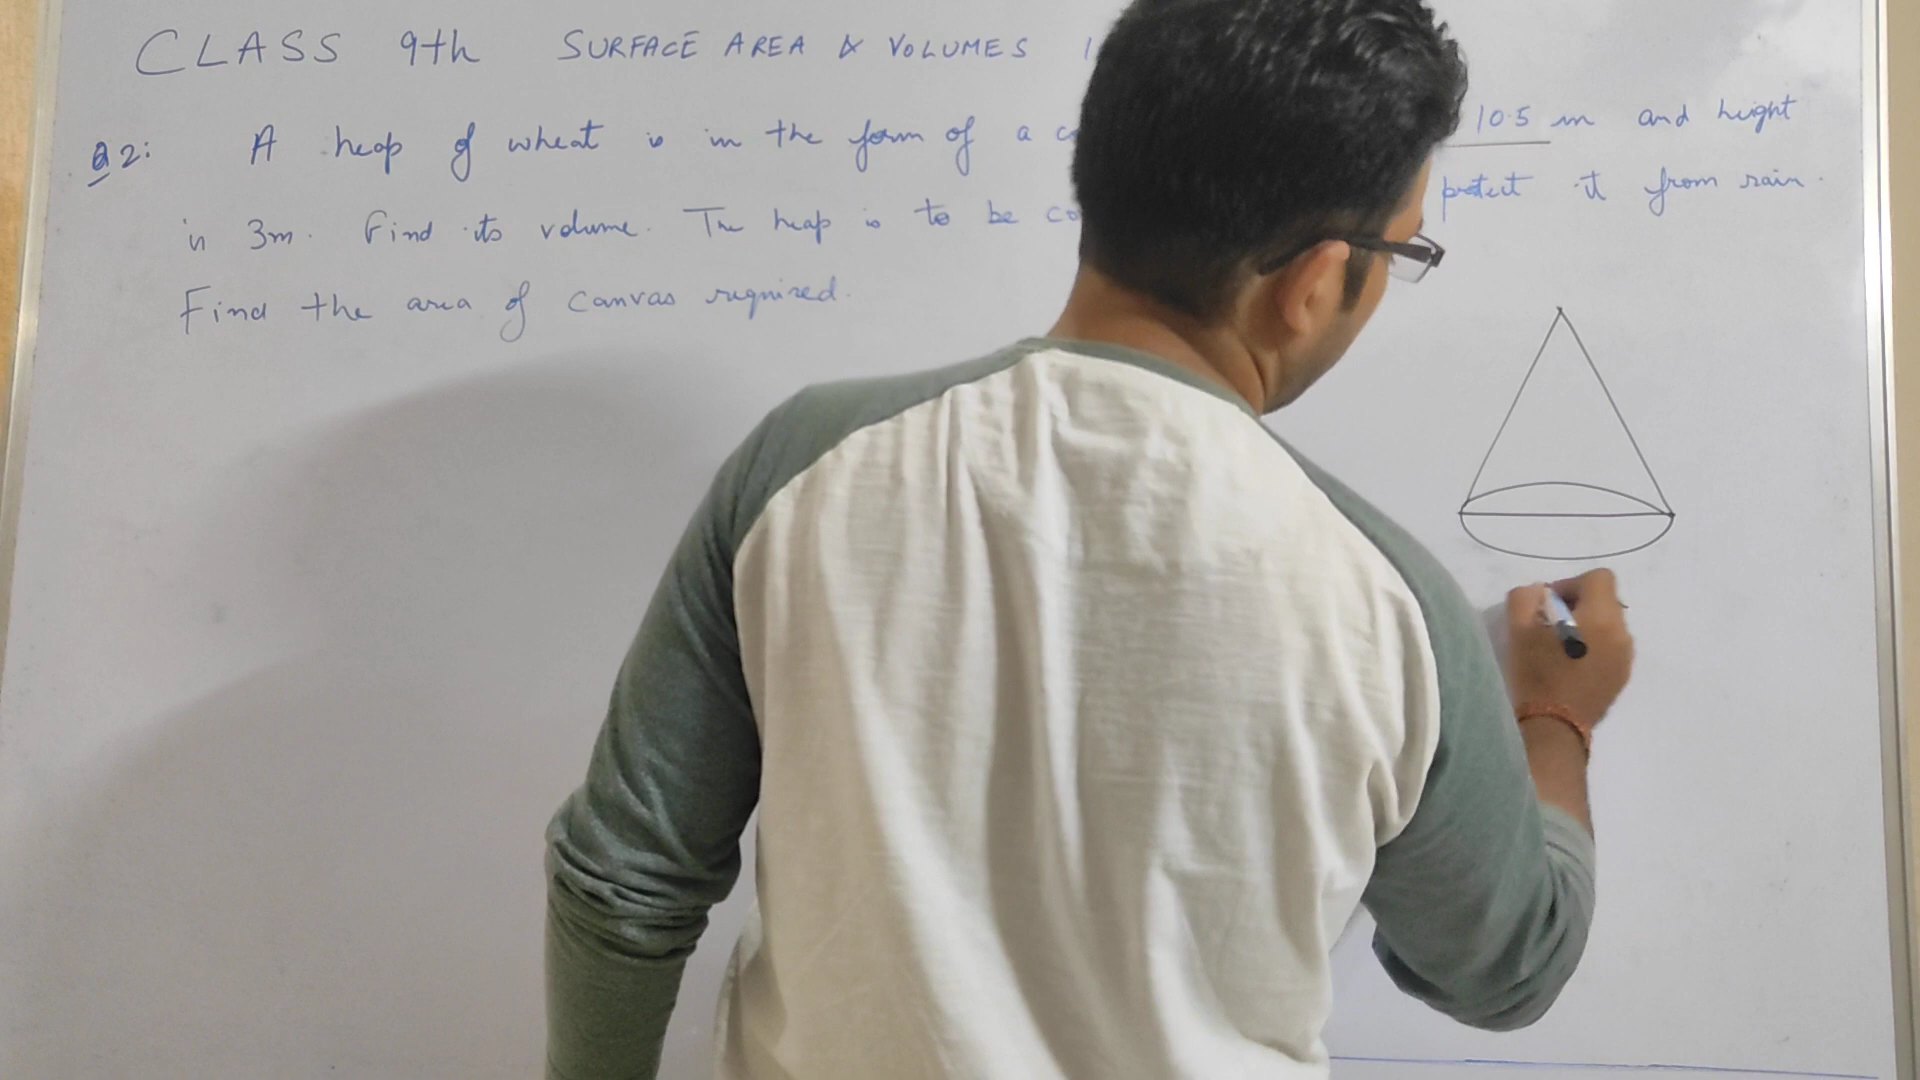 CLASS 9th SURFACE AREA & VOLUMES
Q2: A heap of wheat is in the form of a 10.5 m and height
is 3m. Find its volume. The heap is to be protect it from rain.
Find the area of canvas required.